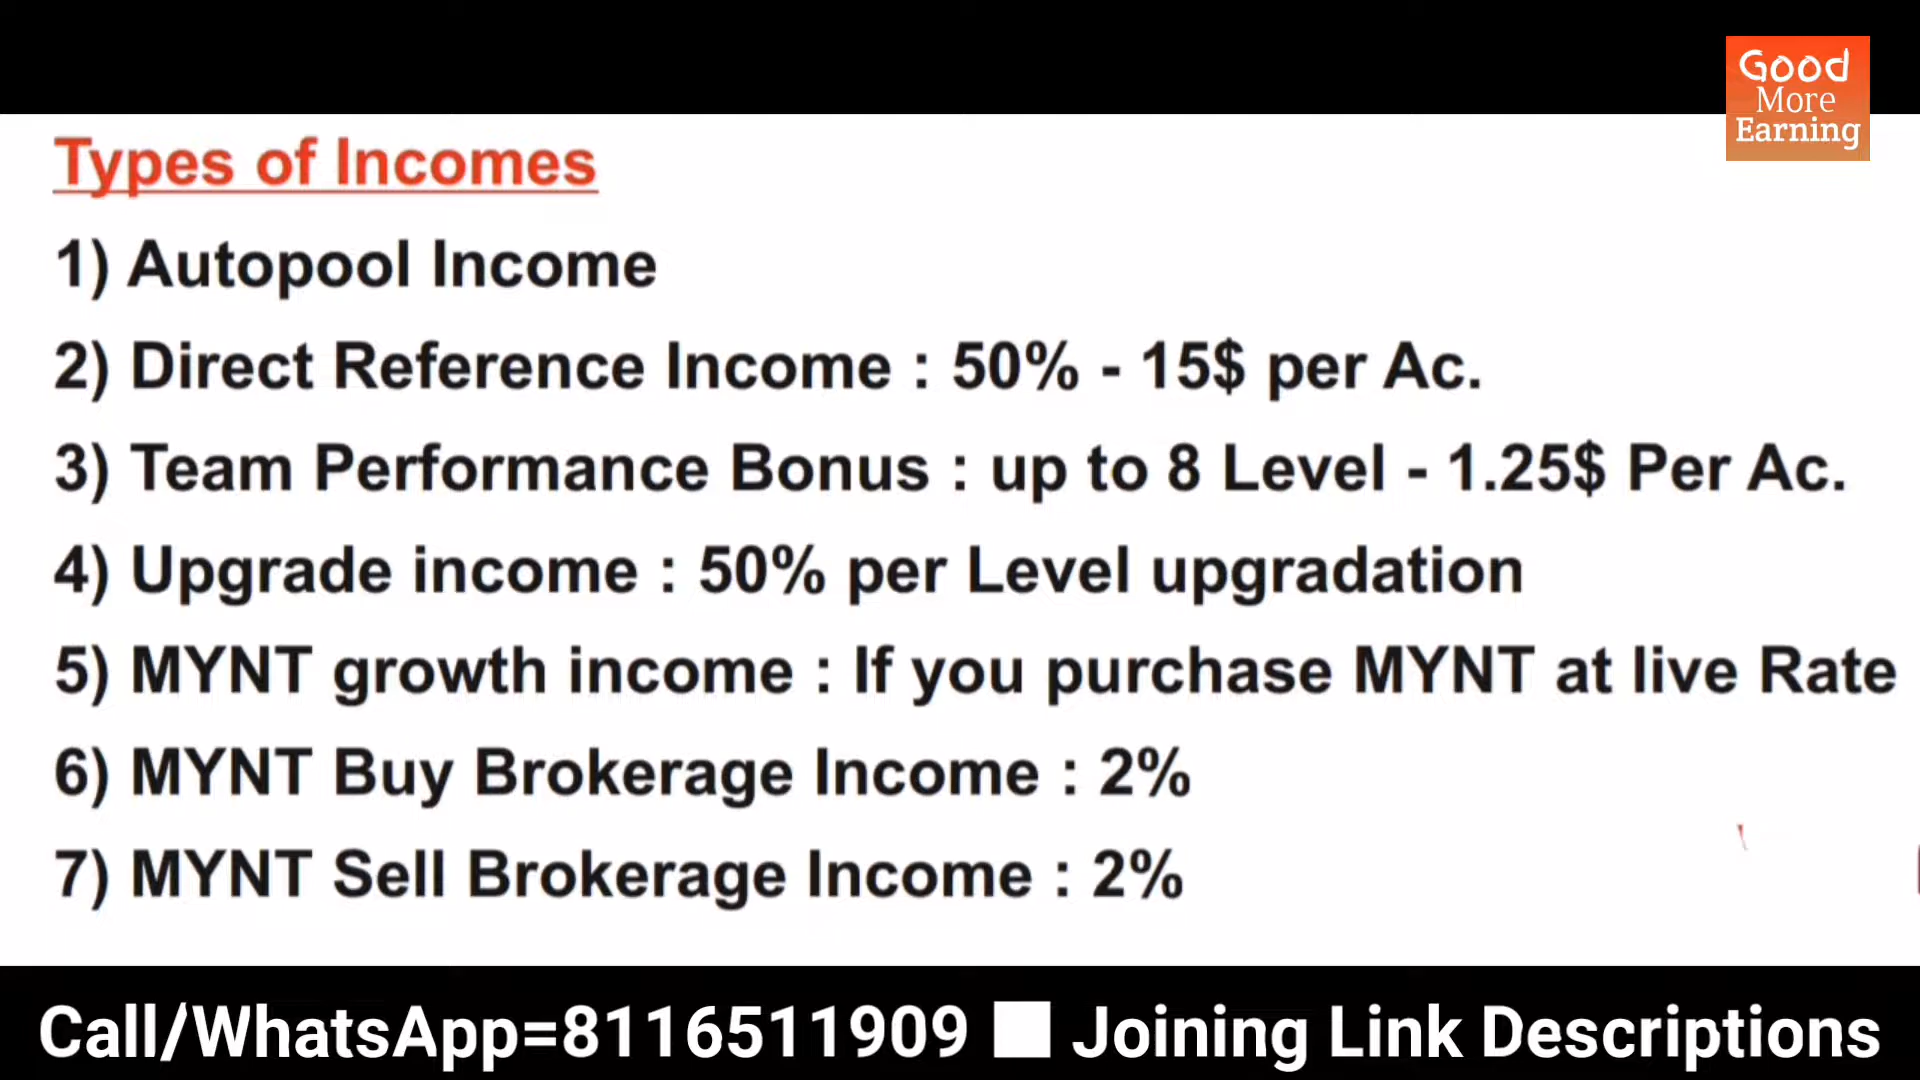 Good
More
Earning
Types of Incomes
1) Autopool Income
2) Direct Reference Income : 50% - 15$ per Ac.
3) Team Performance Bonus : up to 8 Level - 1.25$ Per Ac.
4) Upgrade income : 50% per Level upgradation
5) MYNT growth income : If you purchase MYNT at live Rate
6) MYNT Buy Brokerage Income : 2%
7) MYNT Sell Brokerage Income : 2%
Call/WhatsApp=8116511909 ■ Joining Link Descriptions